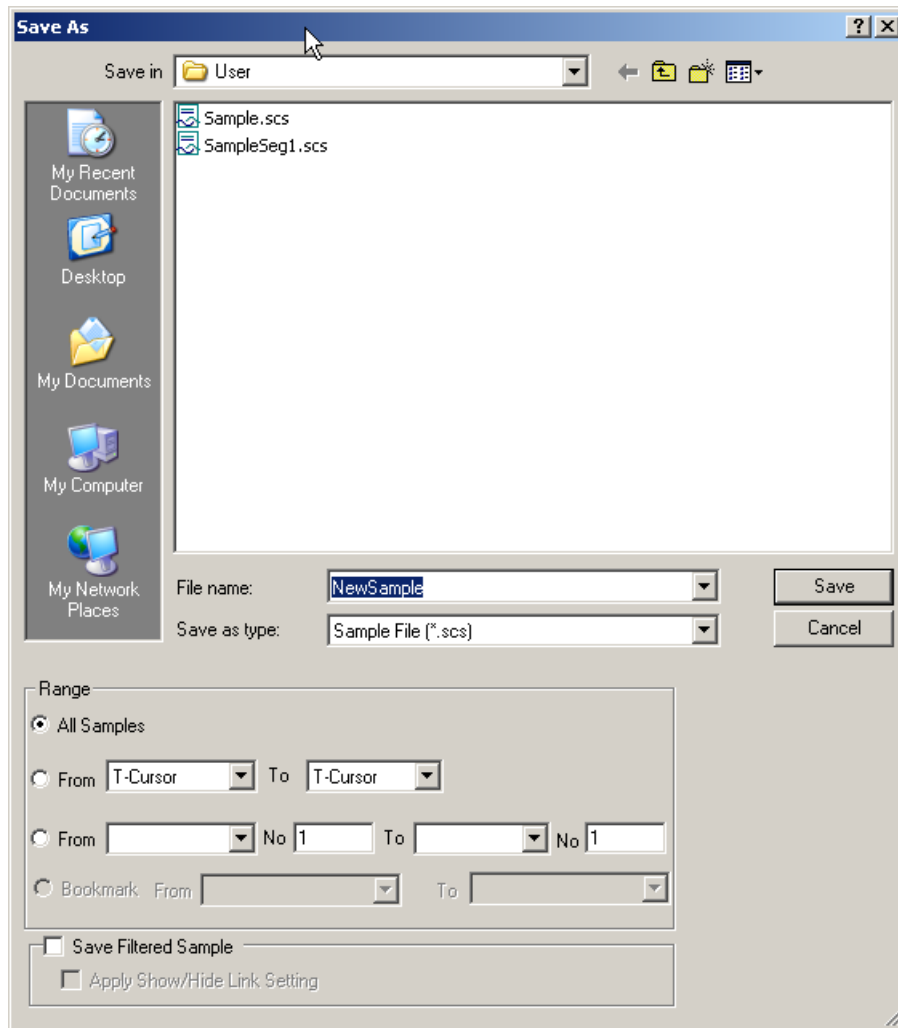 Save As
Save in User
Sample.scs
SampleSeg1.scs
My Recent
Documents
Desktop
My Documents
My Computer
My Network
Places
File name: NewSample Save
Save as type: Sample File (*.scs) Cancel
Range
All Samples
From T-Cursor To T-Cursor
From No 1 To No 1
Bookmark From To
Save Filtered Sample
Apply Show/Hide Link Setting